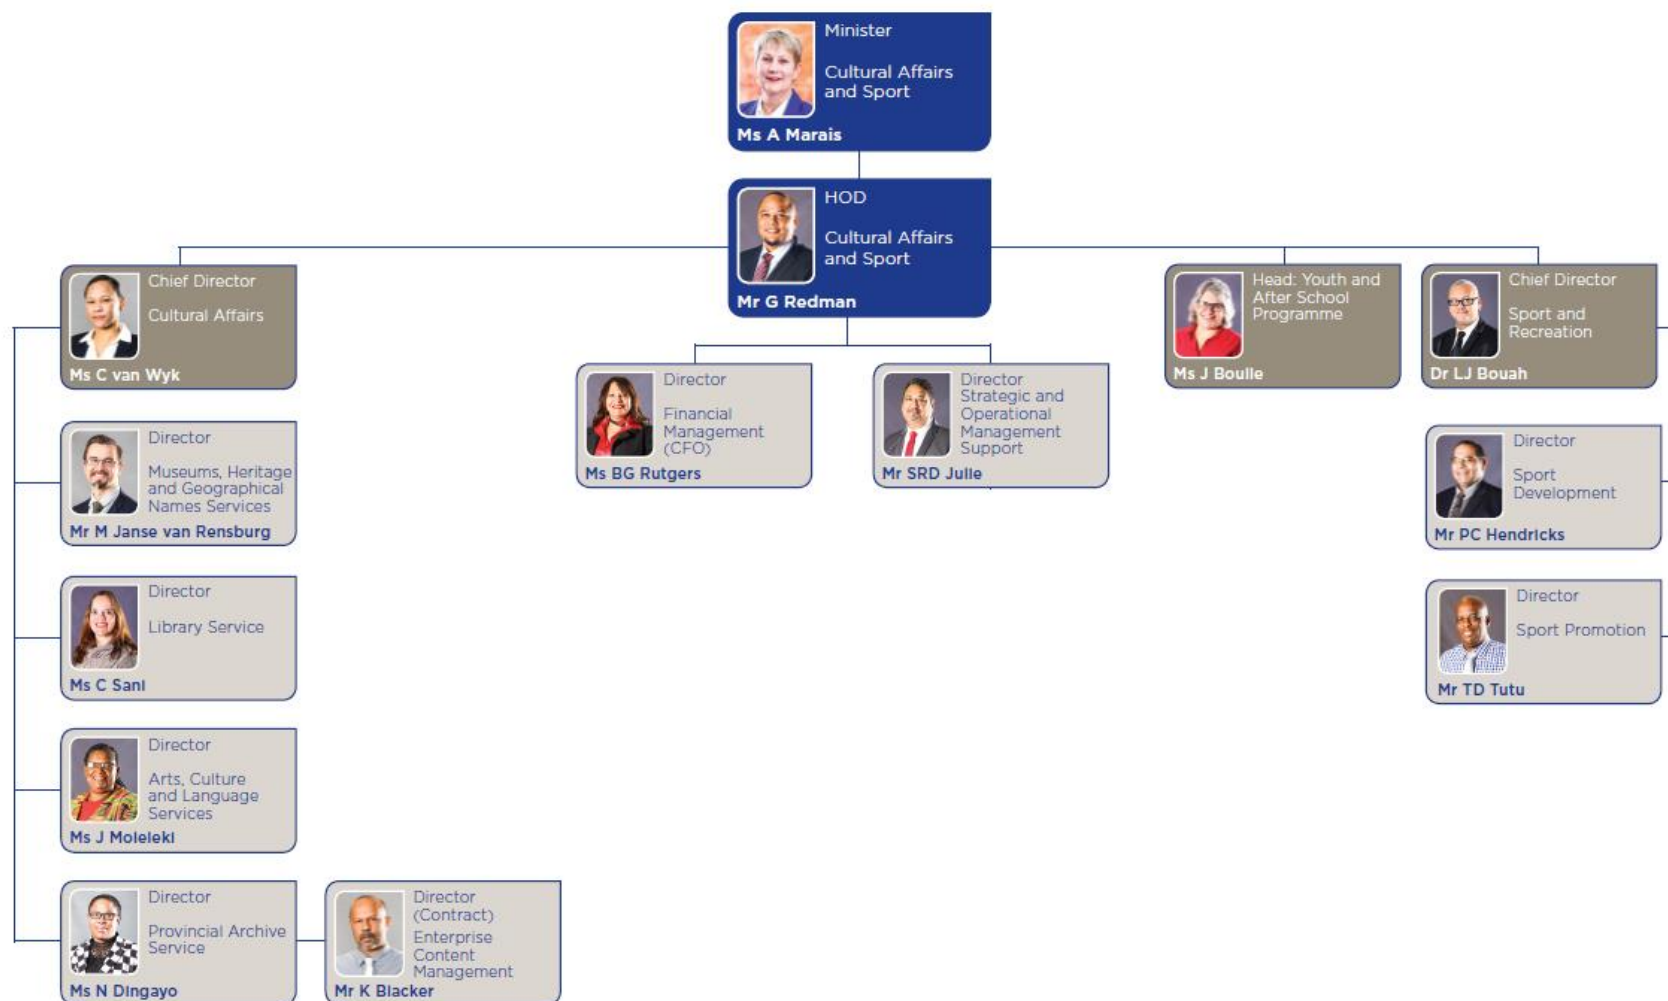 Minister
Cultural Affairs
and Sport
Ms A Marais
HOD
Cultural Affairs
and Sport
Mr G Redman
Chief Director
Cultural Affairs
Ms C van Wyk
Director
Museums, Heritage
and Geographical
Names Services
Mr M Janse van Rensburg
Director
Library Service
Ms C Sani
Director
Arts, Culture
and Language
Services
Ms J Moleleki
Director
Provincial Archive
Service
Ms N Dingayo
Director
(Contract)
Enterprise
Content
Management
Mr K Blacker
Director
Financial
Management
(CFO)
Ms BG Rutgers
Director
Strategic and
Operational
Management
Support
Mr SRD Julie
Head: Youth and
After School
Programme
Ms J Boulle
Chief Director
Sport and
Recreation
Dr LJ Bouah
Director
Sport
Development
Mr PC Hendricks
Director
Sport Promotion
Mr TD Tutu